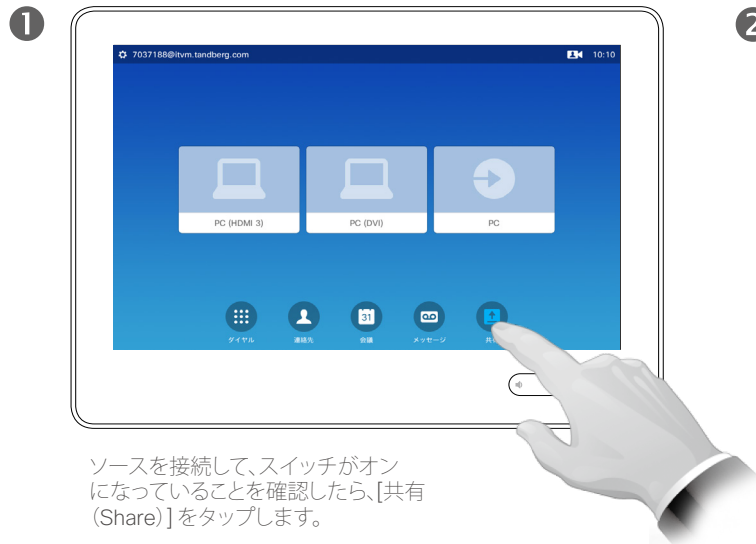 ❶
❷
7037188@itvm.tandberg.com 10:10
PC (HDMI 3) PC (DVI) PC
31
ダイヤル 連絡先 会議 メッセージ
ソースを接続して、スイッチがオン
になっていることを確認したら、[共有
（Share）] をタップします。